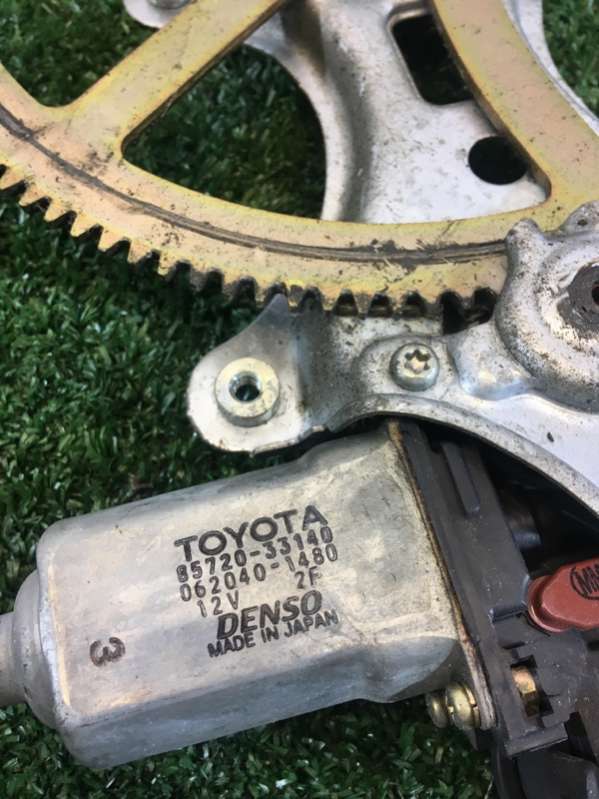 TOYOTA
85720-33140
062040-1480
12V 2F
DENSO
MADE IN JAPAN
3